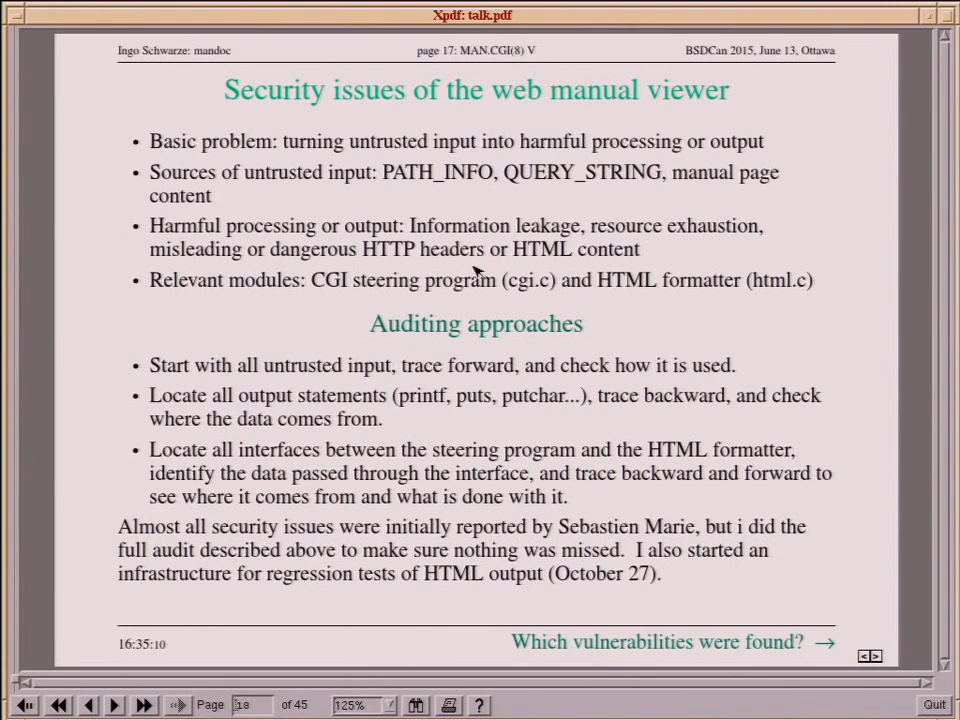 Xpdf: talk.pdf
Ingo Schwarze: mandoc page 17: MAN.CGI(8) V BSDCan 2015, June 13, Ottawa
Security issues of the web manual viewer
• Basic problem: turning untrusted input into harmful processing or output
• Sources of untrusted input: PATH_INFO, QUERY_STRING, manual page
content
• Harmful processing or output: Information leakage, resource exhaustion,
misleading or dangerous HTTP headers or HTML content
• Relevant modules: CGI steering program (cgi.c) and HTML formatter (html.c)
Auditing approaches
• Start with all untrusted input, trace forward, and check how it is used.
• Locate all output statements (printf, puts, putchar...), trace backward, and check
where the data comes from.
• Locate all interfaces between the steering program and the HTML formatter,
identify the data passed through the interface, and trace backward and forward to
see where it comes from and what is done with it.
Almost all security issues were initially reported by Sebastien Marie, but i did the
full audit described above to make sure nothing was missed. I also started an
infrastructure for regression tests of HTML output (October 27).
16:35:10 Which vulnerabilities were found? →
<>
Page 18 of 45 125% ? Quit